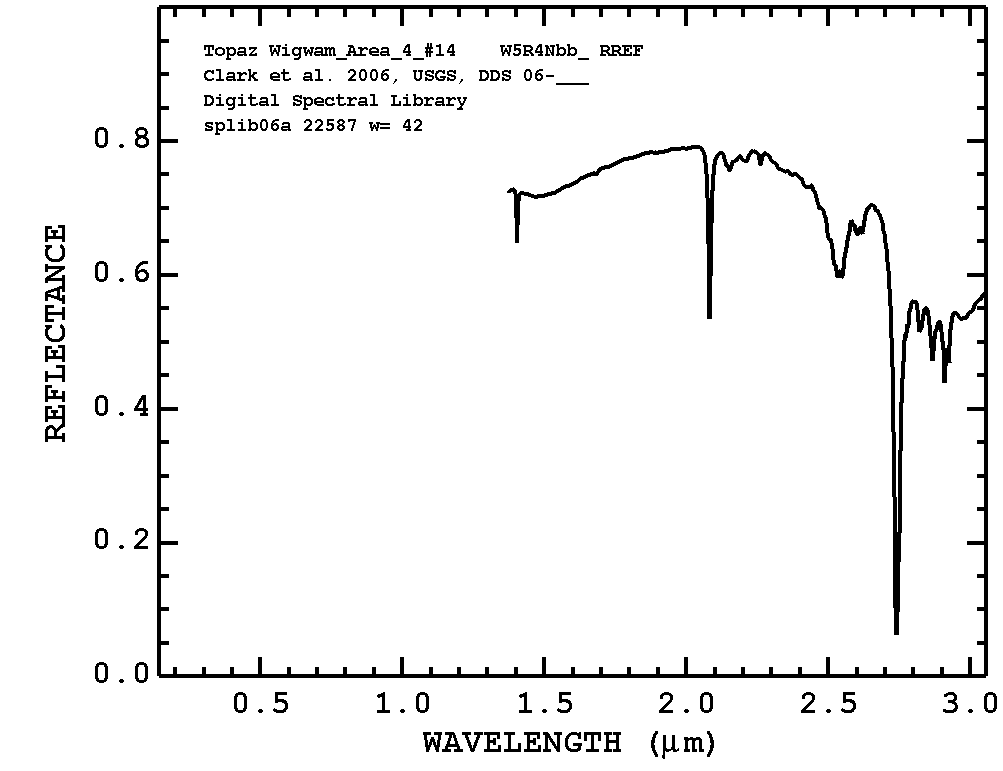 Topaz Wigwam_Area_4_#14 W5R4Nbb_ RREF
Clark et al. 2006, USGS, DDS 06-___
Digital Spectral Library
splib06a 22587 w= 42
0.8
0.6
0.4
0.2
0.0
REFLECTANCE
0.5 1.0 1.5 2.0 2.5 3.0
WAVELENGTH (μm)